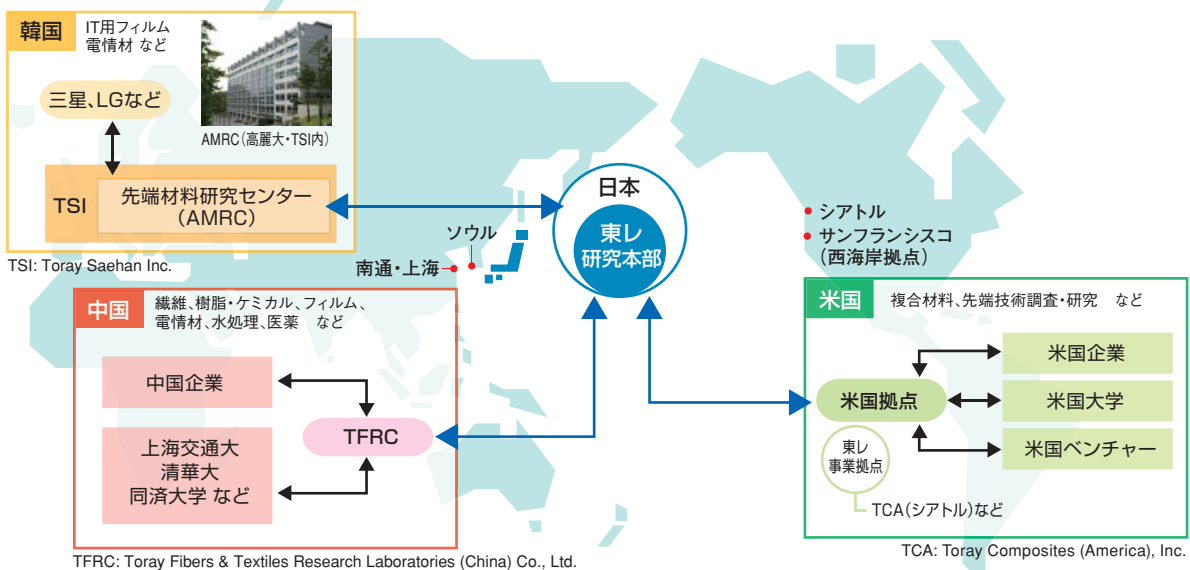 韓国
IT用フィルム
電情材 など
三星、LGなど
AMRC（高麗大・TSI内）
TSI
先端材料研究センター
（AMRC）
TSI: Toray Saehan Inc.
日本
東レ
研究本部
ソウル
南通・上海
シアトル
サンフランシスコ
（西海岸拠点）
中国
繊維、樹脂・ケミカル、フィルム、
電情材、水処理、医薬 など
中国企業
上海交通大
清華大
同済大学 など
TFRC
TFRC: Toray Fibers & Textiles Research Laboratories (China) Co., Ltd.
米国
複合材料、先端技術調査・研究 など
米国拠点
米国企業
米国大学
米国ベンチャー
東レ
事業拠点
TCA（シアトル）など
TCA: Toray Composites (America), Inc.